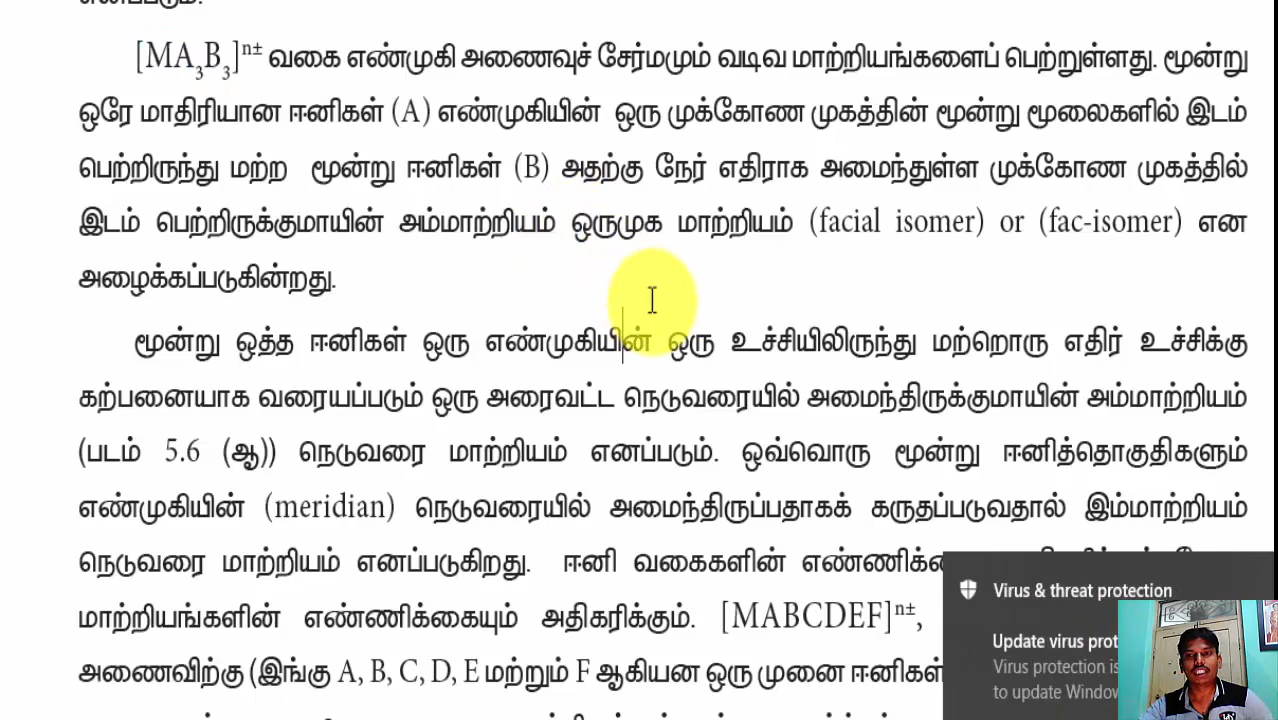 எனப்படும்.
[MA₃B₃]ⁿ± வகை எண்முகி அணைவுச் சேர்மமும் வடிவ மாற்றியங்களைப் பெற்றுள்ளது. மூன்று
ஒரே மாதிரியான ஈனிகள் (A) எண்முகியின் ஒரு முக்கோண முகத்தின் மூன்று மூலைகளில் இடம்
பெற்றிருந்து மற்ற மூன்று ஈனிகள் (B) அதற்கு நேர் எதிராக அமைந்துள்ள முக்கோண முகத்தில்
இடம் பெற்றிருக்குமாயின் அம்மாற்றியம் ஒருமுக மாற்றியம் (facial isomer) or (fac-isomer) என
அழைக்கப்படுகின்றது.
மூன்று ஒத்த ஈனிகள் ஒரு எண்முகியின் ஒரு உச்சியிலிருந்து மற்றொரு எதிர் உச்சிக்கு
கற்பனையாக வரையப்படும் ஒரு அரைவட்ட நெடுவரையில் அமைந்திருக்குமாயின் அம்மாற்றியம்
(படம் 5.6 (ஆ)) நெடுவரை மாற்றியம் எனப்படும். ஒவ்வொரு மூன்று ஈனித்தொகுதிகளும்
எண்முகியின் (meridian) நெடுவரையில் அமைந்திருப்பதாகக் கருதப்படுவதால் இம்மாற்றியம்
நெடுவரை மாற்றியம் எனப்படுகிறது. ஈனி வகைகளின்
மாற்றியங்களின் எண்ணிக்கையும் அதிகரிக்கும். [MABCDEF]ⁿ±,
அணைவிற்கு (இங்கு A, B, C, D, E மற்றும் F ஆகியன ஒரு முனை ஈனிகள்
Virus & threat protection
Update virus
Virus protection
to update